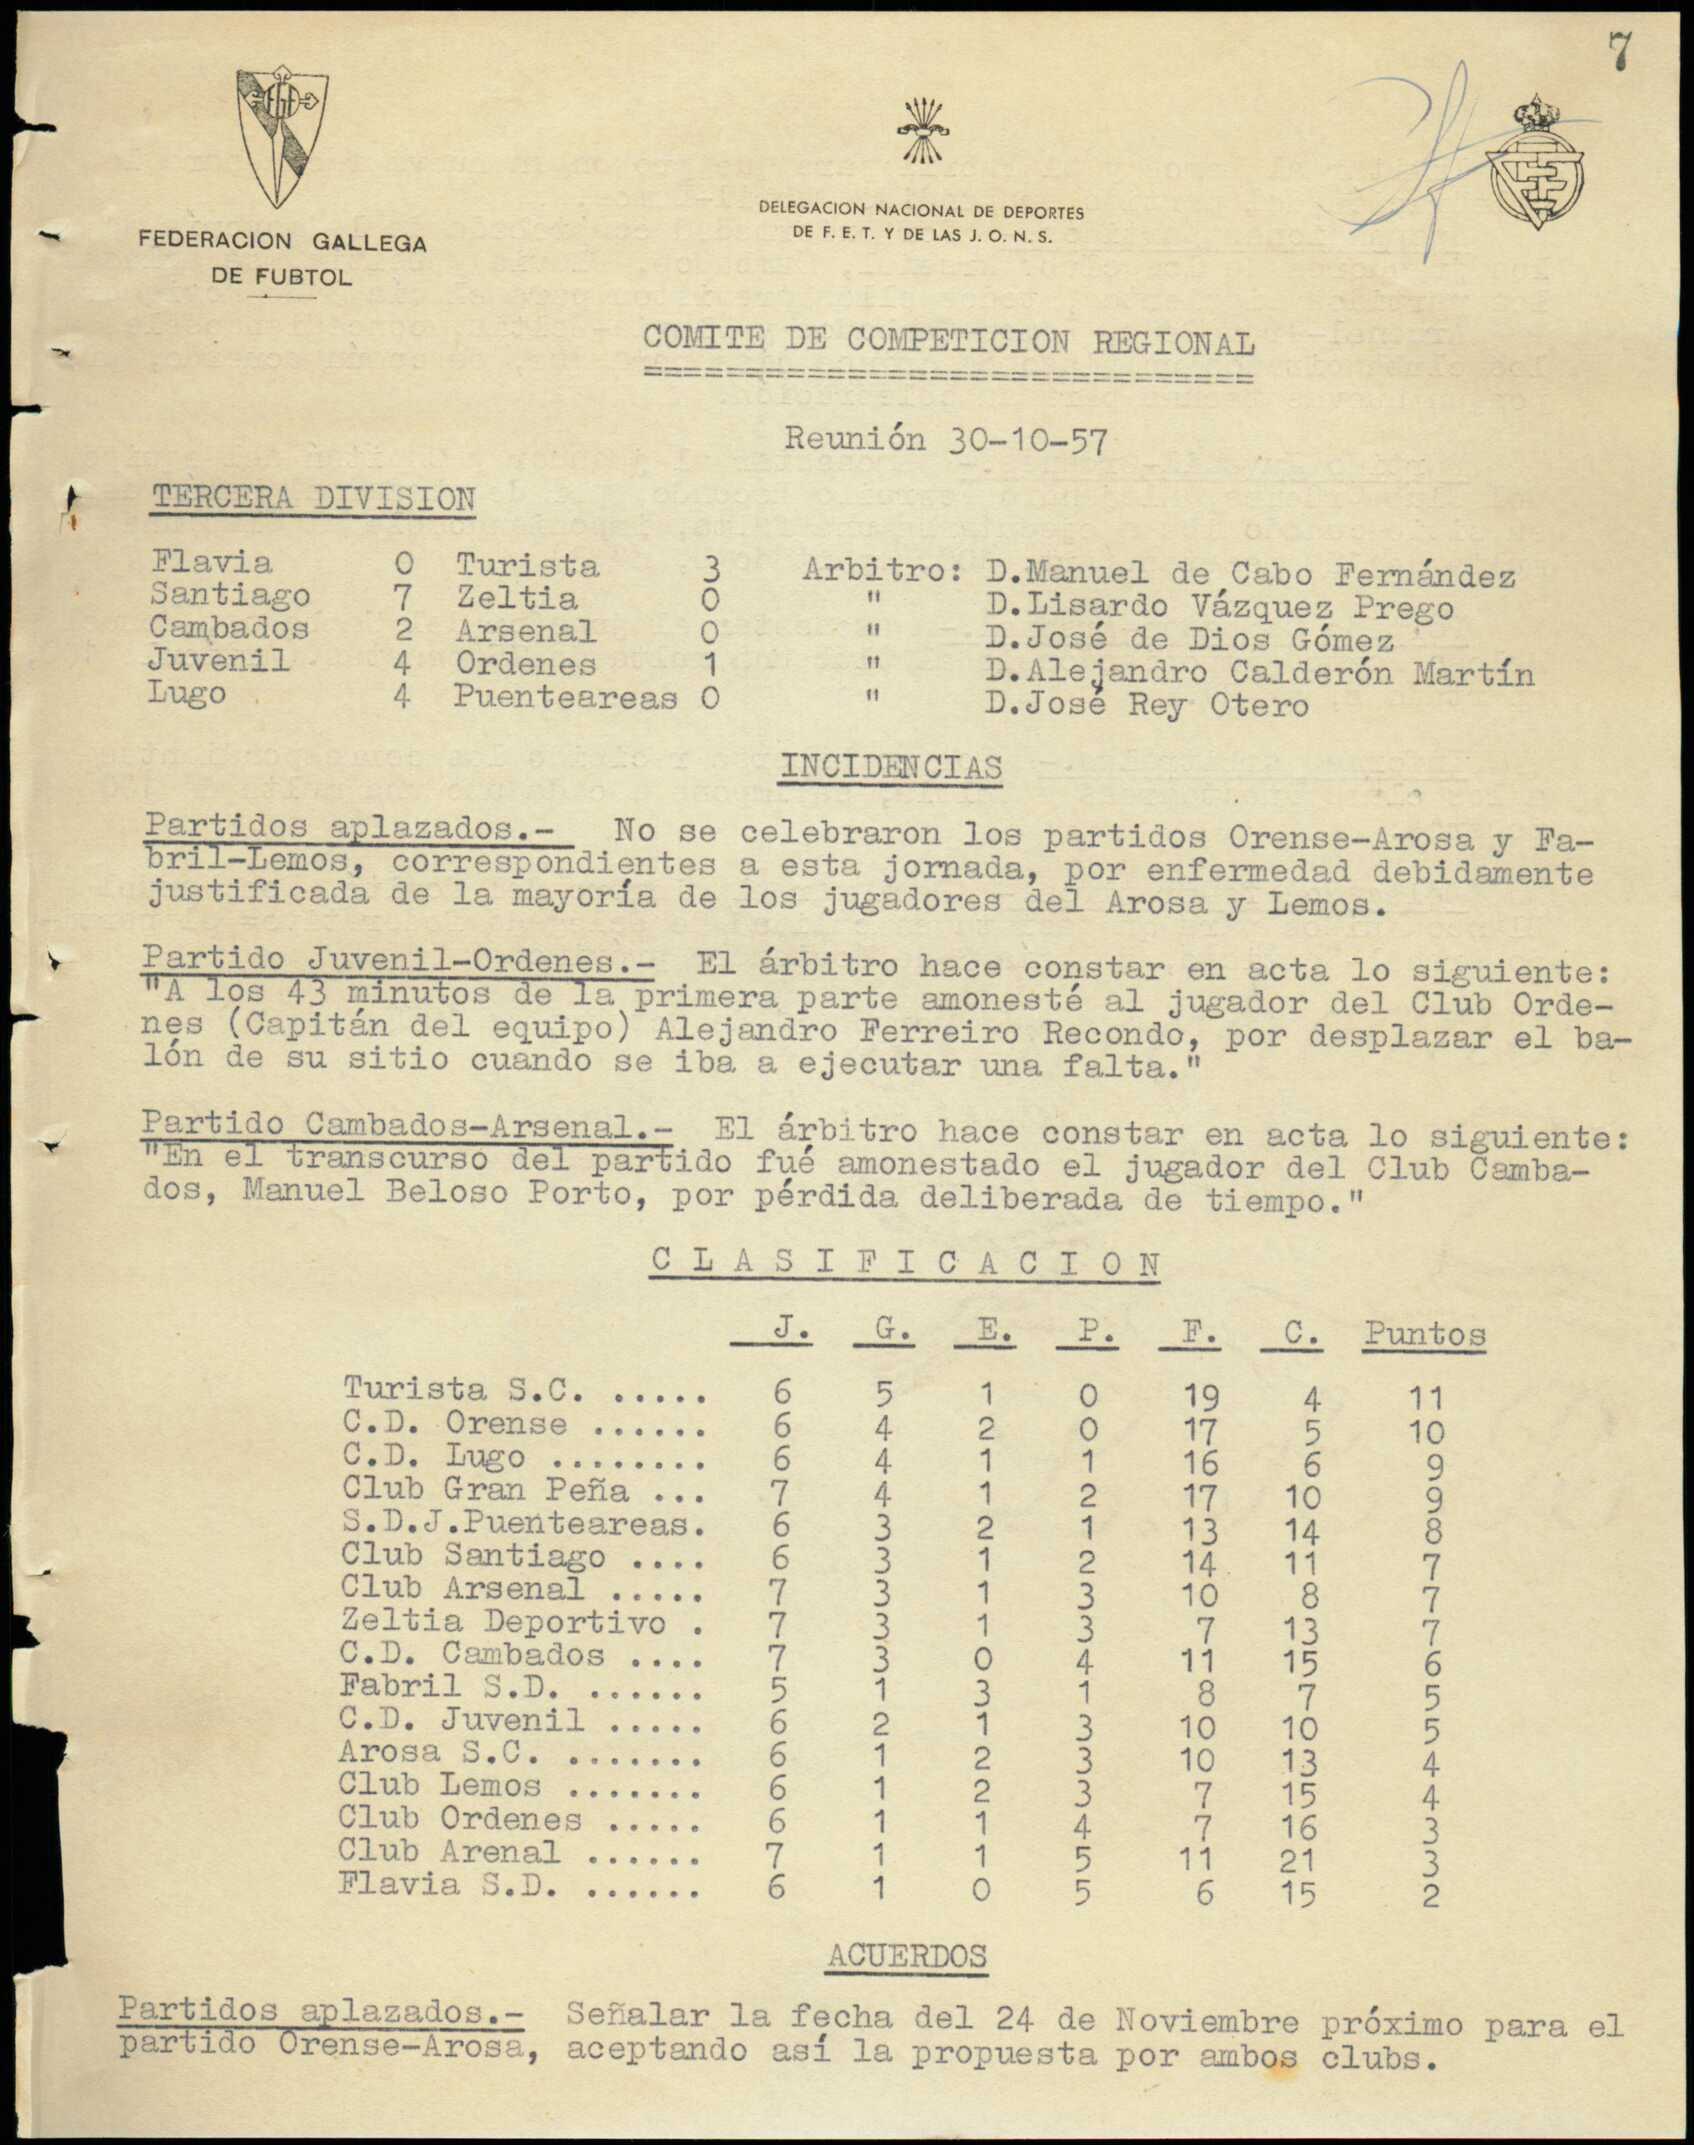 7
FEDERACION GALLEGA
DE FUBTOL
DELEGACION NACIONAL DE DEPORTES
DE F. E. T. Y DE LAS J. O. N. S.
COMITE DE COMPETICION REGIONAL
==============================
Reunión 30-10-57
TERCERA DIVISION
Flavia 0 Turista 3 Arbitro: D.Manuel de Cabo Fernández
Santiago 7 Zeltia 0 " D.Lisardo Vázquez Prego
Cambados 2 Arsenal 0 " D.José de Dios Gómez
Juvenil 4 Ordenes 1 " D.Alejandro Calderón Martín
Lugo 4 Puenteareas 0 " D.José Rey Otero
INCIDENCIAS
Partidos aplazados.- No se celebraron los partidos Orense-Arosa y Fa-
bril-Lemos, correspondientes a esta jornada, por enfermedad debidamente
justificada de la mayoría de los jugadores del Arosa y Lemos.
Partido Juvenil-Ordenes.- El árbitro hace constar en acta lo siguiente:
"A los 43 minutos de la primera parte amonesté al jugador del Club Orde-
nes (Capitán del equipo) Alejandro Ferreiro Recondo, por desplazar el ba-
lón de su sitio cuando se iba a ejecutar una falta."
Partido Cambados-Arsenal.- El árbitro hace constar en acta lo siguiente:
"En el transcurso del partido fué amonestado el jugador del Club Camba-
dos, Manuel Beloso Porto, por pérdida deliberada de tiempo."
C L A S I F I C A C I O N
J. G. E. P. F. C. Puntos
Turista S.C. ..... 6 5 1 0 19 4 11
C.D. Orense ...... 6 4 2 0 17 5 10
C.D. Lugo ........ 6 4 1 1 16 6 9
Club Gran Peña ... 7 4 1 2 17 10 9
S.D.J.Puenteareas. 6 3 2 1 13 14 8
Club Santiago .... 6 3 1 2 14 11 7
Club Arsenal ..... 7 3 1 3 10 8 7
Zeltia Deportivo . 7 3 1 3 7 13 7
C.D. Cambados .... 7 3 0 4 11 15 6
Fabril S.D. ...... 5 1 3 1 8 7 5
C.D. Juvenil ..... 6 2 1 3 10 10 5
Arosa S.C. ....... 6 1 2 3 10 13 4
Club Lemos ....... 6 1 2 3 7 15 4
Club Ordenes ..... 6 1 1 4 7 16 3
Club Arenal ...... 7 1 1 5 11 21 3
Flavia S.D. ...... 6 1 0 5 6 15 2
ACUERDOS
Partidos aplazados.- Señalar la fecha del 24 de Noviembre próximo para el
partido Orense-Arosa, aceptando así la propuesta por ambos clubs.